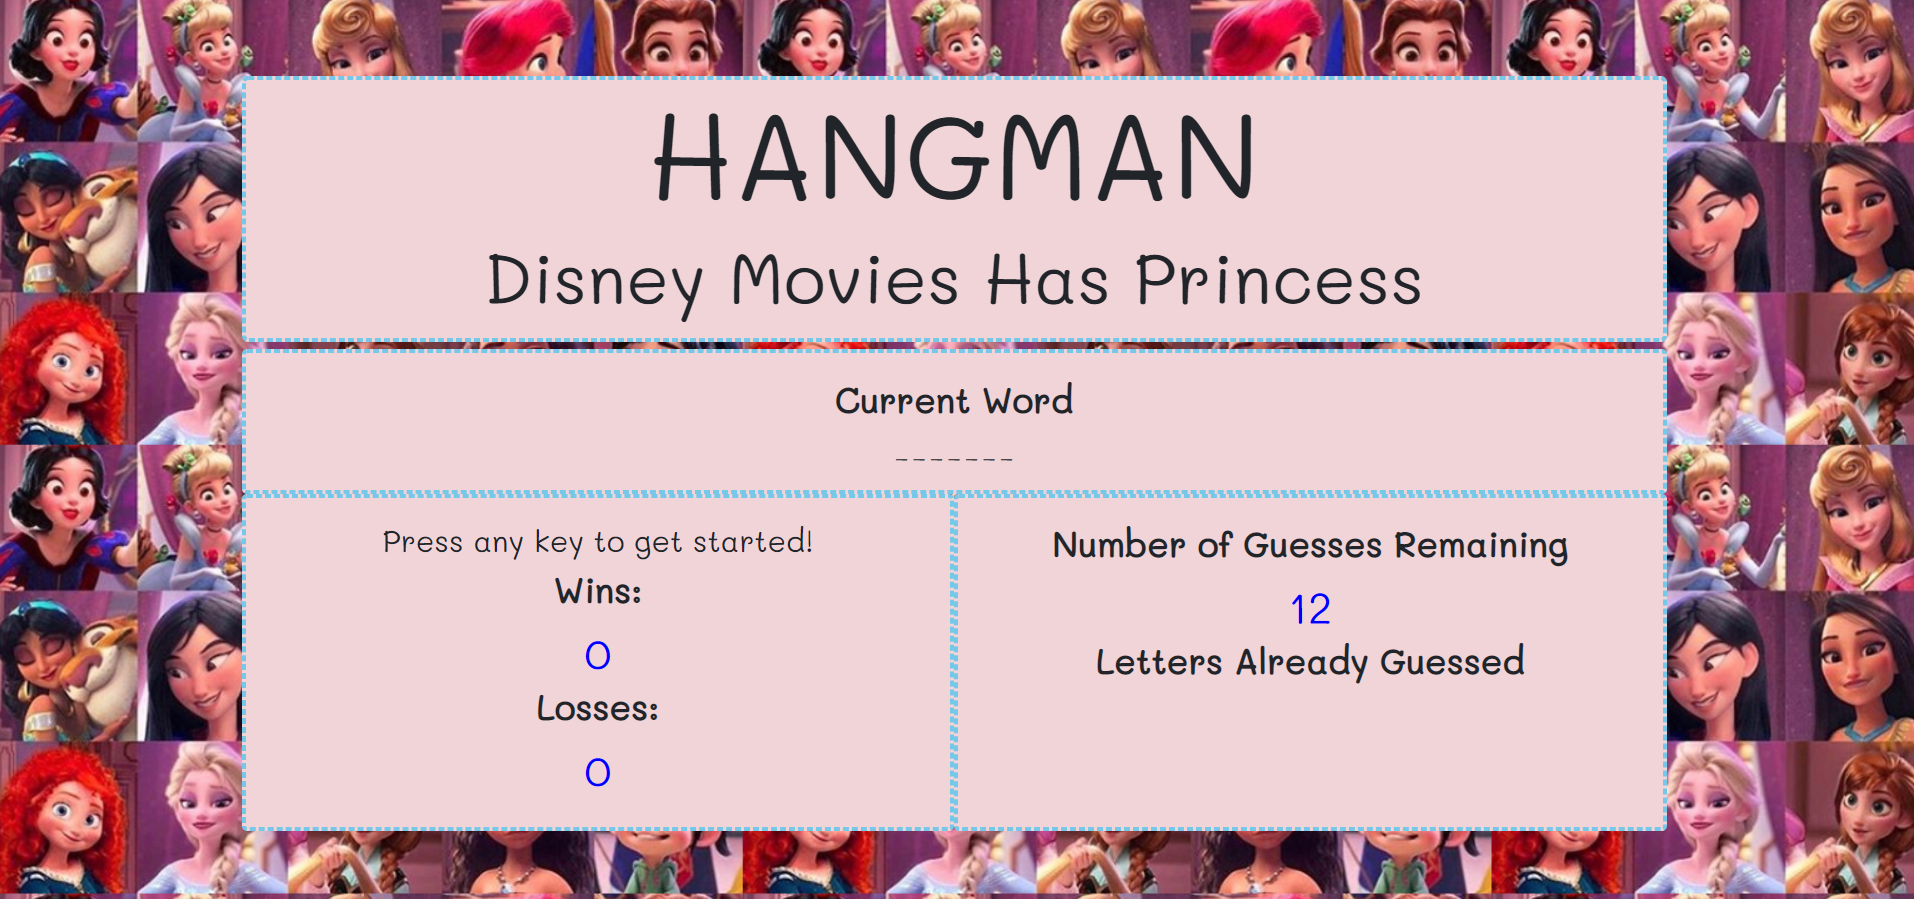 HANGMAN
Disney Movies Has Princess
Current Word
_ _ _ _ _ _ _
Press any key to get started!
Wins:
0
Losses:
0
Number of Guesses Remaining
12
Letters Already Guessed